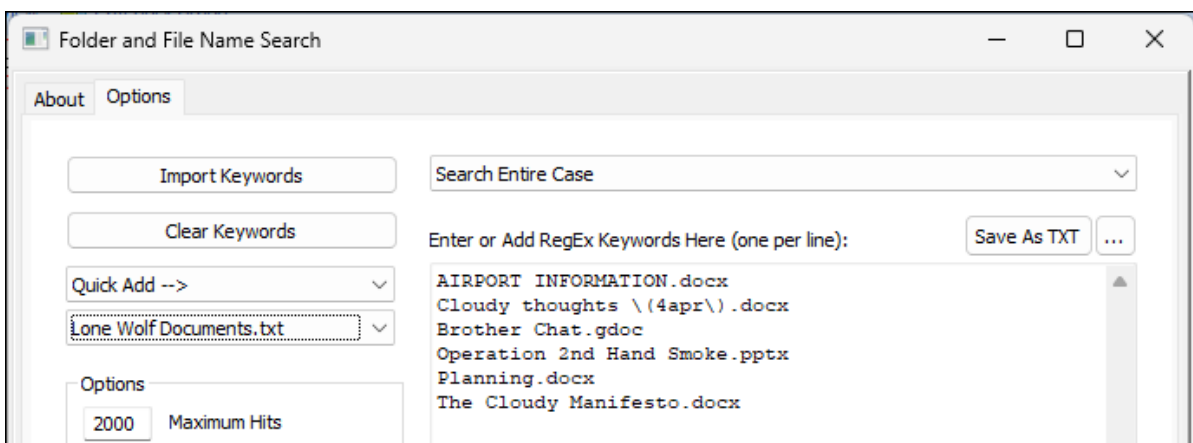 Folder and File Name Search
About
Options
Import Keywords
Search Entire Case
Clear Keywords
Enter or Add RegEx Keywords Here (one per line):
Save As TXT
...
Quick Add -->
Lone Wolf Documents.txt
AIRPORT INFORMATION.docx
Cloudy thoughts \(4apr\).docx
Brother Chat.gdoc
Operation 2nd Hand Smoke.pptx
Planning.docx
The Cloudy Manifesto.docx
Options
2000
Maximum Hits